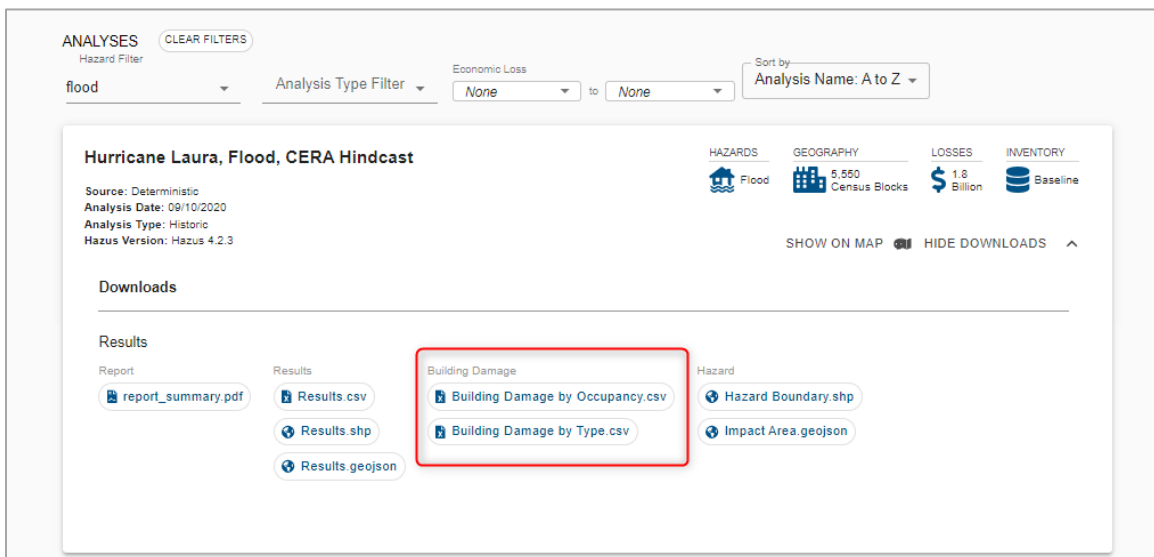 ANALYSES CLEAR FILTERS
Hazard Filter
flood
Analysis Type Filter
Economic Loss
None to None
Sort by
Analysis Name: A to Z
Hurricane Laura, Flood, CERA Hindcast
Source: Deterministic
Analysis Date: 09/10/2020
Analysis Type: Historic
Hazus Version: Hazus 4.2.3
HAZARDS
Flood
GEOGRAPHY
5,550
Census Blocks
LOSSES
1.8
Billion
INVENTORY
Baseline
SHOW ON MAP HIDE DOWNLOADS
Downloads
Results
Report
report_summary.pdf
Results
Results.csv
Results.shp
Results.geojson
Building Damage
Building Damage by Occupancy.csv
Building Damage by Type.csv
Hazard
Hazard Boundary.shp
Impact Area.geojson